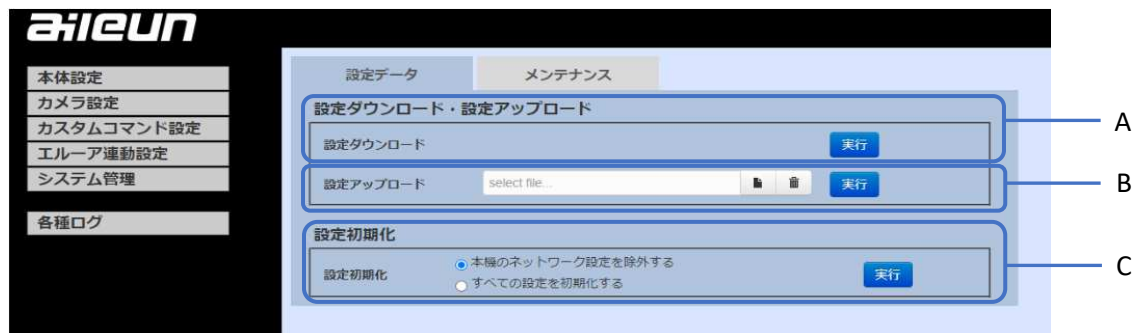 aileun
本体設定
カメラ設定
カスタムコマンド設定
エルーア連動設定
システム管理
各種ログ
設定データ メンテナンス
設定ダウンロード・設定アップロード
設定ダウンロード 実行
設定アップロード select file... 実行
設定初期化
設定初期化
本機のネットワーク設定を除外する
すべての設定を初期化する
実行
A
B
C